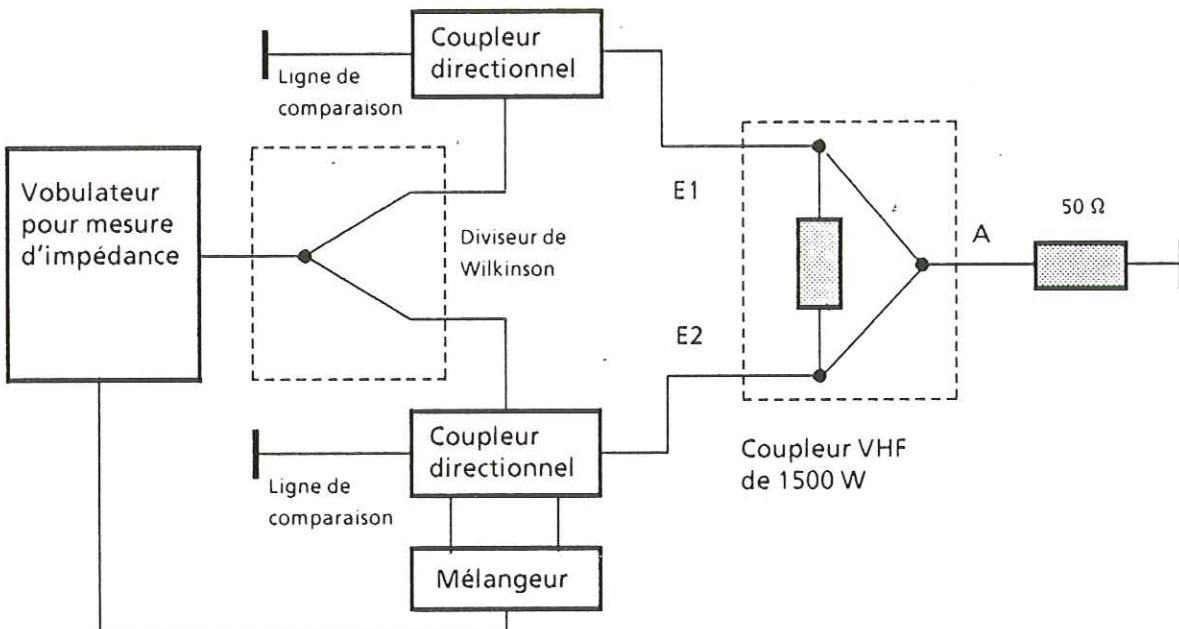 Coupleur
directionnel
Ligne de
comparaison
Vobulateur
pour mesure
d'impédance
Diviseur de
Wilkinson
E1
A
50 Ω
E2
Coupleur
directionnel
Ligne de
comparaison
Coupleur VHF
de 1500 W
Mélangeur